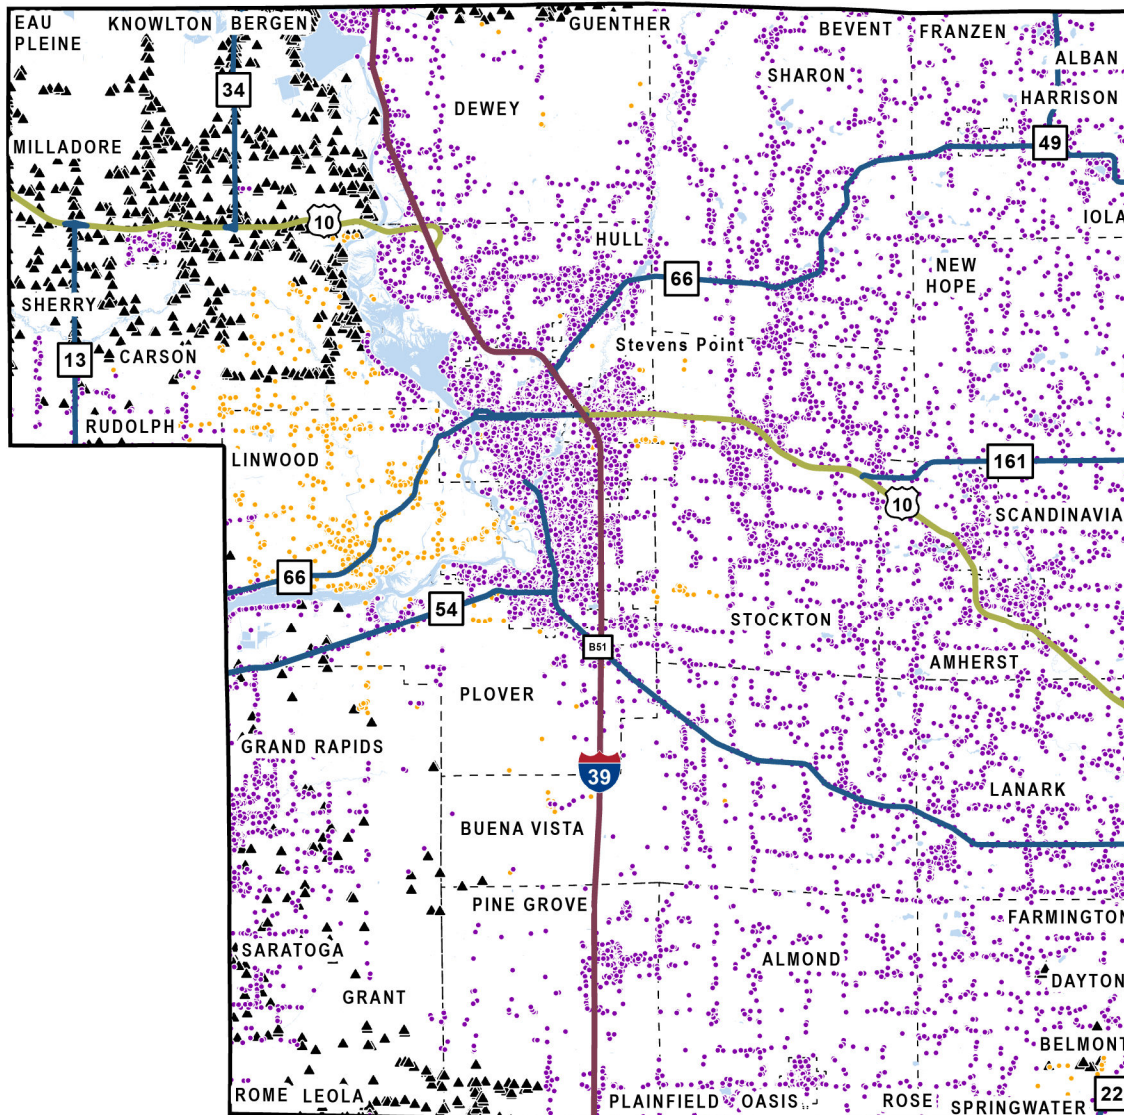 EAU
PLEINE
KNOWLTON
BERGEN
GUENTHER
BEVENT
FRANZEN
ALBAN
SHARON
34
DEWEY
HARRISON
MILLADORE
49
10
IOLA
HULL
NEW
HOPE
66
SHERRY
Stevens Point
13
CARSON
RUDOLPH
LINWOOD
161
10
SCANDINAVIA
66
54
STOCKTON
B51
AMHERST
PLOVER
GRAND RAPIDS
39
LANARK
BUENA VISTA
PINE GROVE
FARMINGTON
SARATOGA
ALMOND
DAYTON
GRANT
BELMONT
ROME
LEOLA
PLAINFIELD
OASIS
ROSE
SPRINGWATER
22